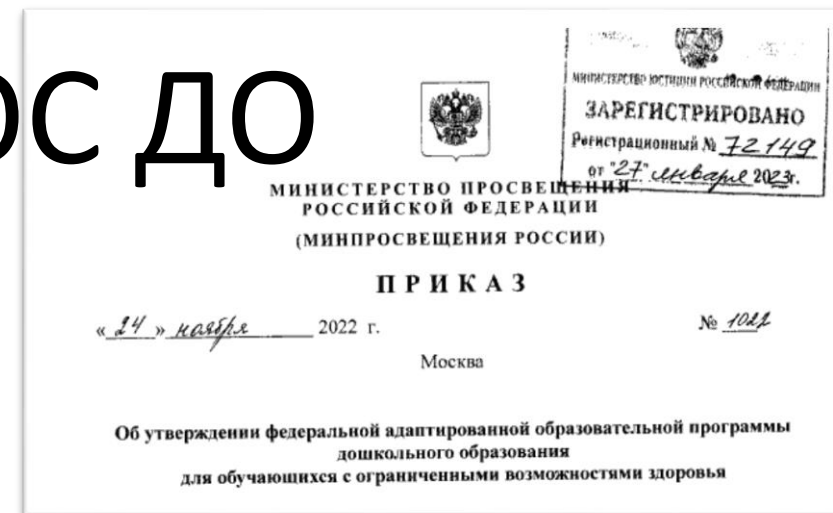 ОС ДО
МИНИСТЕРСТВО ЮСТИЦИИ РОССИЙСКОЙ ФЕДЕРАЦИИ
ЗАРЕГИСТРИРОВАНО
Регистрационный № 72149
от "27" января 2023г.
МИНИСТЕРСТВО ПРОСВЕЩЕНИЯ
РОССИЙСКОЙ ФЕДЕРАЦИИ
(МИНПРОСВЕЩЕНИЯ РОССИИ)
ПРИКАЗ
«24» ноября 2022 г.
№ 1022
Москва
Об утверждении федеральной адаптированной образовательной программы
дошкольного образования
для обучающихся с ограниченными возможностями здоровья